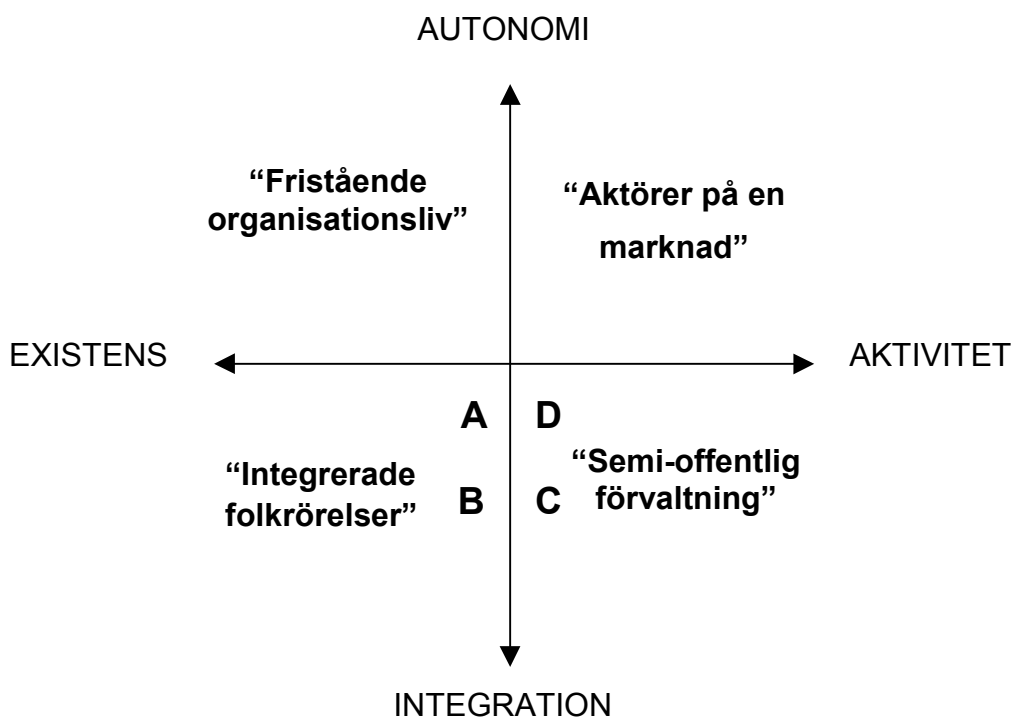 AUTONOMI
“Fristående
organisationsliv”
“Aktörer på en
marknad”
EXISTENS
AKTIVITET
A
D
“Integrerade
folkrörelser”
B
C
“Semi-offentlig
förvaltning”
INTEGRATION